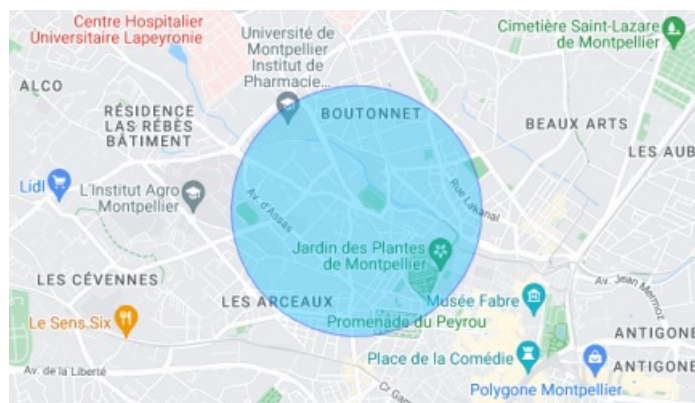 Centre Hospitalier
Universitaire Lapeyronie
Université de
Montpellier
Institut de
Pharmacie...
Cimetière Saint-Lazare
de Montpellier
ALCO
RÉSIDENCE
LAS RÉBÈS
BÂTIMENT
BOUTONNET
BEAUX ARTS
LES AUB
Lidl
L'Institut Agro
Montpellier
Av. d'Assas
Rue Lakanal
Jardin des Plantes
de Montpellier
LES CÉVENNES
LES ARCEAUX
Av. Jean Mermoz
Musée Fabre
Le Sens Six
Promenade du Peyrou
ANTIGONE
Place de la Comédie
ANTIGONE
Av. de la Liberté
Cr Gam
Polygone Montpellier